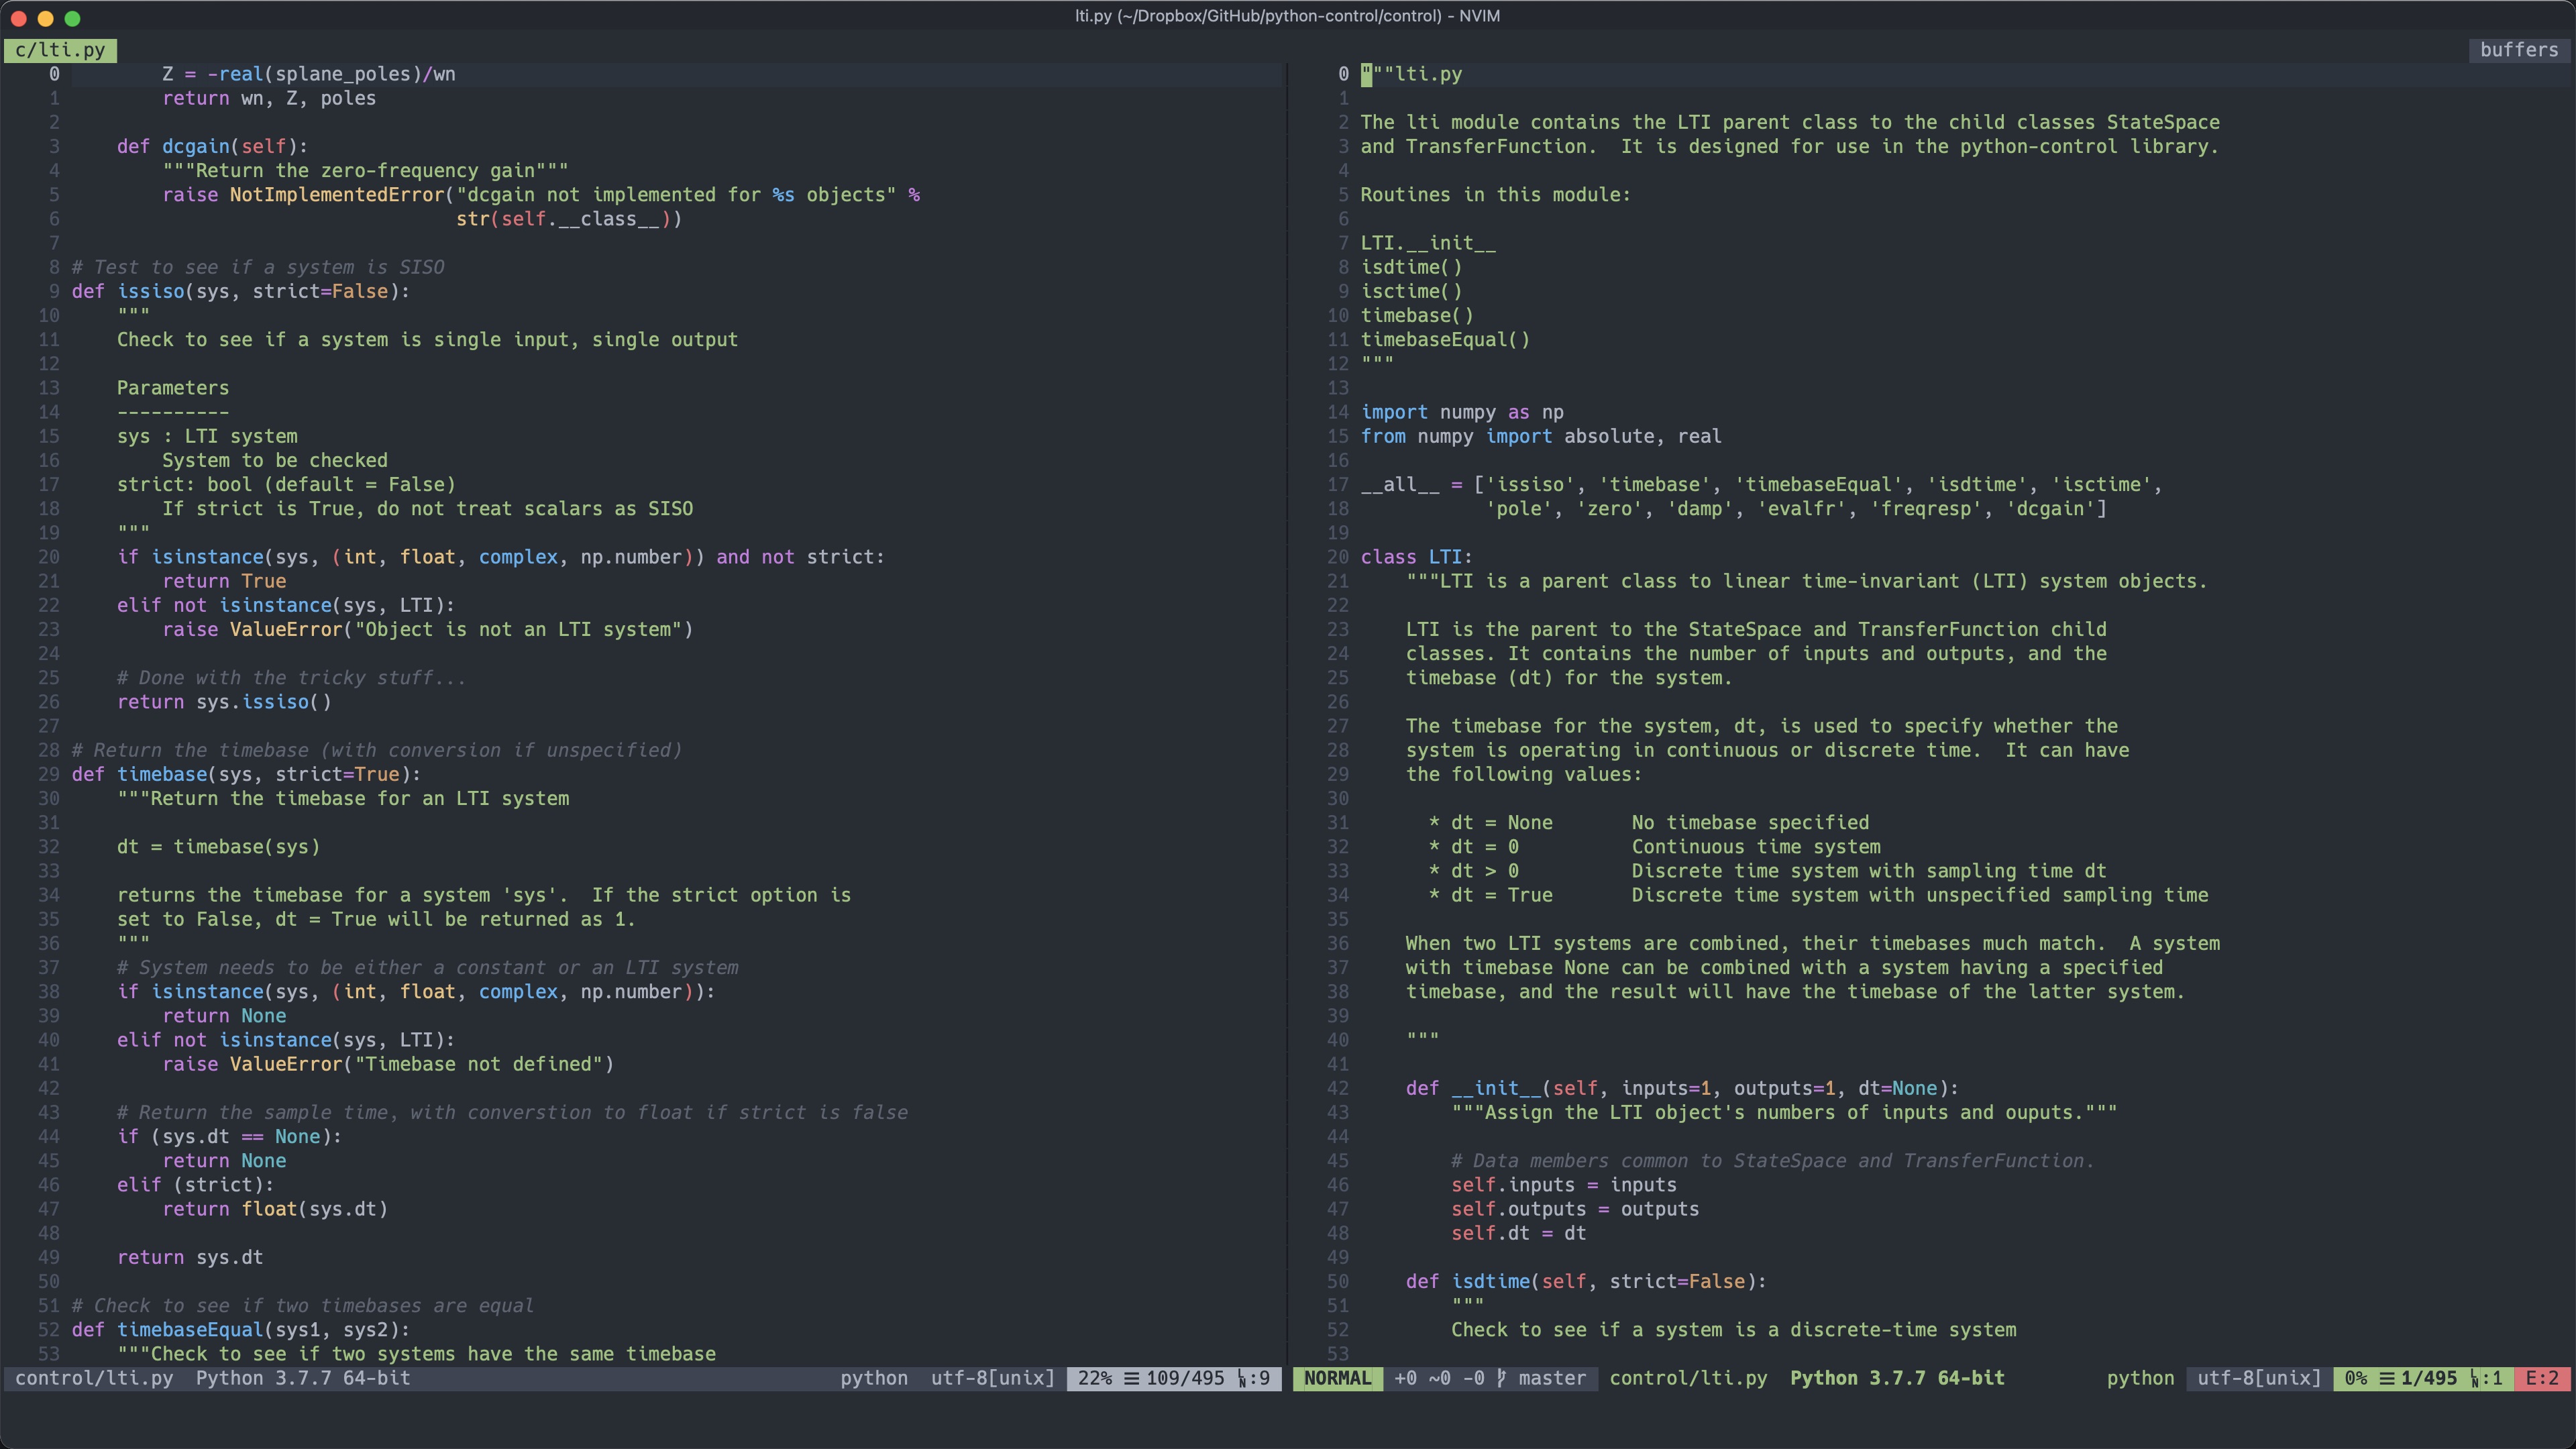 lti.py (~/Dropbox/GitHub/python-control/control) - NVIM
c/lti.py
buffers
0         Z = -real(splane_poles)/wn
1         return wn, Z, poles
2
3     def dcgain(self):
4         """Return the zero-frequency gain"""
5         raise NotImplementedError("dcgain not implemented for %s objects" %
6                                   str(self.__class__))
7
8 # Test to see if a system is SISO
9 def issiso(sys, strict=False):
10     """
11     Check to see if a system is single input, single output
12
13     Parameters
14     ----------
15     sys : LTI system
16         System to be checked
17     strict: bool (default = False)
18         If strict is True, do not treat scalars as SISO
19     """
20     if isinstance(sys, (int, float, complex, np.number)) and not strict:
21         return True
22     elif not isinstance(sys, LTI):
23         raise ValueError("Object is not an LTI system")
24
25     # Done with the tricky stuff...
26     return sys.issiso()
27
28 # Return the timebase (with conversion if unspecified)
29 def timebase(sys, strict=True):
30     """Return the timebase for an LTI system
31
32     dt = timebase(sys)
33
34     returns the timebase for a system 'sys'.  If the strict option is
35     set to False, dt = True will be returned as 1.
36     """
37     # System needs to be either a constant or an LTI system
38     if isinstance(sys, (int, float, complex, np.number)):
39         return None
40     elif not isinstance(sys, LTI):
41         raise ValueError("Timebase not defined")
42
43     # Return the sample time, with converstion to float if strict is false
44     if (sys.dt == None):
45         return None
46     elif (strict):
47         return float(sys.dt)
48
49     return sys.dt
50
51 # Check to see if two timebases are equal
52 def timebaseEqual(sys1, sys2):
53     """Check to see if two systems have the same timebase
control/lti.py  Python 3.7.7 64-bit  python  utf-8[unix]  22% ☰ 109/495 LN:9
0 """lti.py
1
2 The lti module contains the LTI parent class to the child classes StateSpace
3 and TransferFunction.  It is designed for use in the python-control library.
4
5 Routines in this module:
6
7 LTI.__init__
8 isdtime()
9 isctime()
10 timebase()
11 timebaseEqual()
12 """
13
14 import numpy as np
15 from numpy import absolute, real
16
17 __all__ = ['issiso', 'timebase', 'timebaseEqual', 'isdtime', 'isctime',
18            'pole', 'zero', 'damp', 'evalfr', 'freqresp', 'dcgain']
19
20 class LTI:
21     """LTI is a parent class to linear time-invariant (LTI) system objects.
22
23     LTI is the parent to the StateSpace and TransferFunction child
24     classes. It contains the number of inputs and outputs, and the
25     timebase (dt) for the system.
26
27     The timebase for the system, dt, is used to specify whether the
28     system is operating in continuous or discrete time.  It can have
29     the following values:
30
31       * dt = None       No timebase specified
32       * dt = 0          Continuous time system
33       * dt > 0          Discrete time system with sampling time dt
34       * dt = True       Discrete time system with unspecified sampling time
35
36     When two LTI systems are combined, their timebases much match.  A system
37     with timebase None can be combined with a system having a specified
38     timebase, and the result will have the timebase of the latter system.
39
40     """
41
42     def __init__(self, inputs=1, outputs=1, dt=None):
43         """Assign the LTI object's numbers of inputs and ouputs."""
44
45         # Data members common to StateSpace and TransferFunction.
46         self.inputs = inputs
47         self.outputs = outputs
48         self.dt = dt
49
50     def isdtime(self, strict=False):
51         """
52         Check to see if a system is a discrete-time system
53
NORMAL  +0 ~0 -0 master  control/lti.py  Python 3.7.7 64-bit  python  utf-8[unix]  0% ☰ 1/495 LN:1  E:2